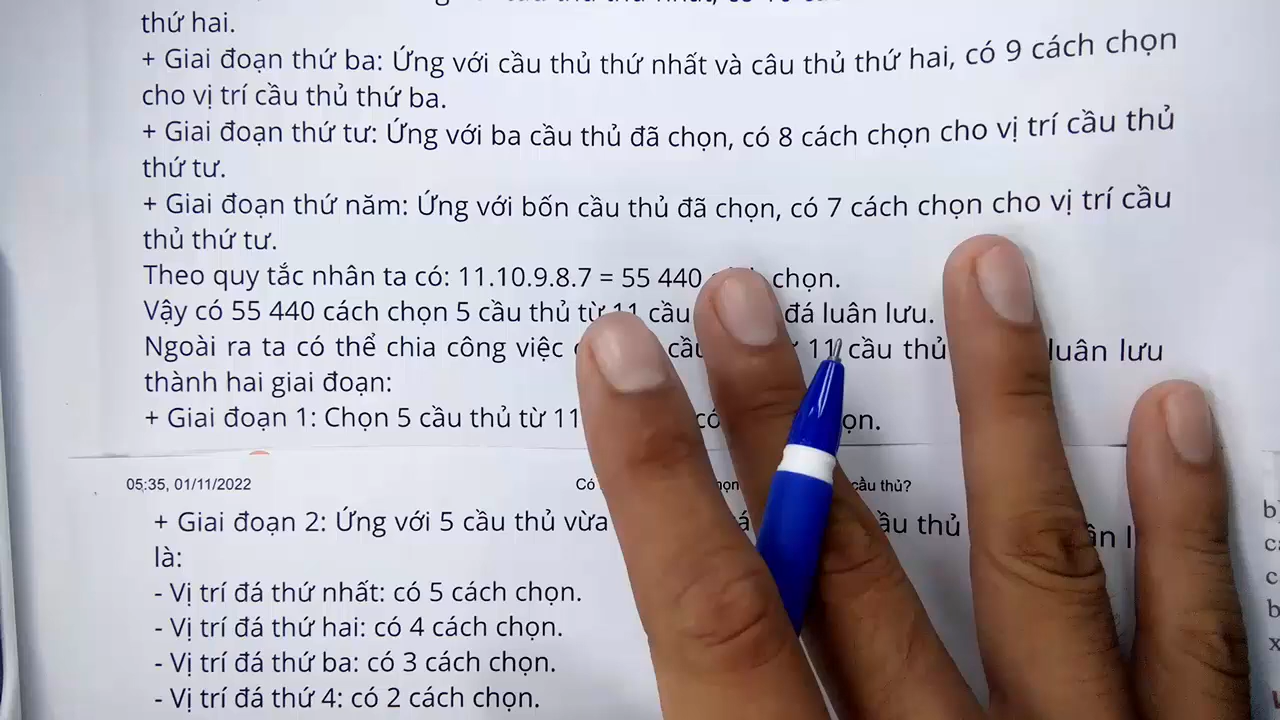 thứ hai.
+ Giai đoạn thứ ba: Ứng với cầu thủ thứ nhất và câu thủ thứ hai, có 9 cách chọn
cho vị trí cầu thủ thứ ba.
+ Giai đoạn thứ tư: Ứng với ba cầu thủ đã chọn, có 8 cách chọn cho vị trí cầu thủ
thứ tư.
+ Giai đoạn thứ năm: Ứng với bốn cầu thủ đã chọn, có 7 cách chọn cho vị trí cầu
thủ thứ tư.
Theo quy tắc nhân ta có: 11.10.9.8.7 = 55 440 chọn.
Vậy có 55 440 cách chọn 5 cầu thủ từ 11 cầu đá luân lưu.
Ngoài ra ta có thể chia công việc cầu 11 cầu thủ luân lưu
thành hai giai đoạn:
+ Giai đoạn 1: Chọn 5 cầu thủ từ 11 có
05:35, 01/11/2022 Có cầu thủ?
+ Giai đoạn 2: Ứng với 5 cầu thủ vừa thủ
là:
- Vị trí đá thứ nhất: có 5 cách chọn.
- Vị trí đá thứ hai: có 4 cách chọn.
- Vị trí đá thứ ba: có 3 cách chọn.
- Vị trí đá thứ 4: có 2 cách chọn.